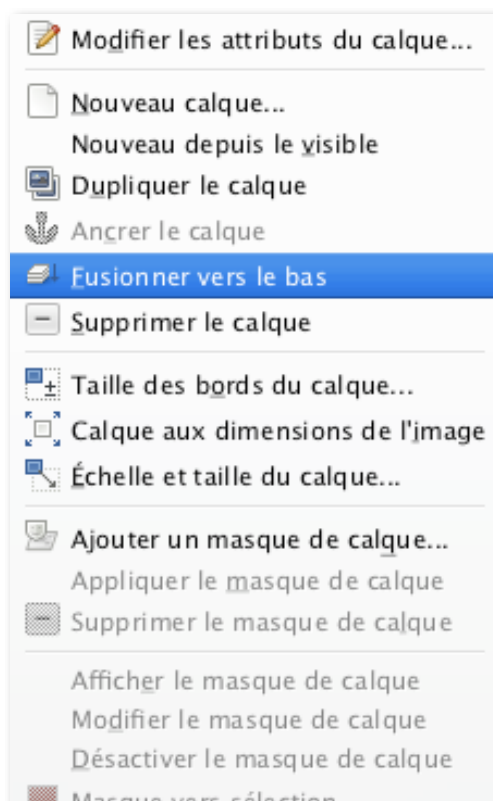 Modifier les attributs du calque...
Nouveau calque...
Nouveau depuis le visible
Dupliquer le calque
Ancrer le calque
Fusionner vers le bas
Supprimer le calque
Taille des bords du calque...
Calque aux dimensions de l'image
Échelle et taille du calque...
Ajouter un masque de calque...
Appliquer le masque de calque
Supprimer le masque de calque
Afficher le masque de calque
Modifier le masque de calque
Désactiver le masque de calque
Masque vers sélection